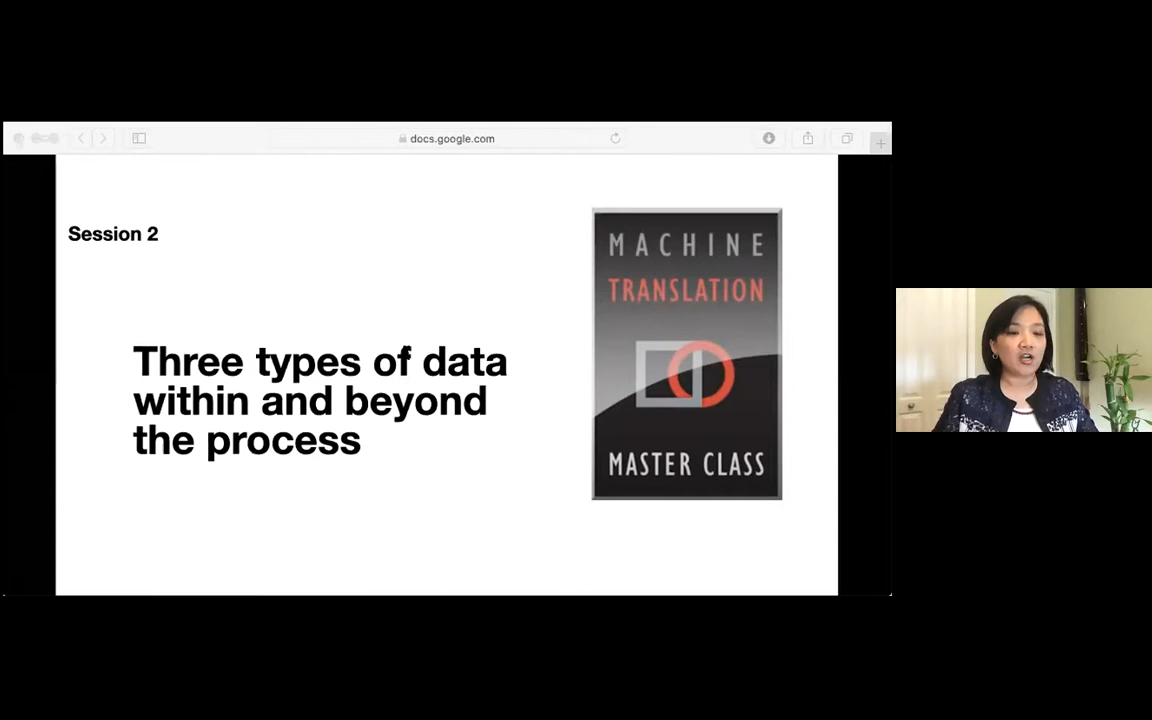 docs.google.com
Session 2
Three types of data
within and beyond
the process
MACHINE
TRANSLATION
MASTER CLASS